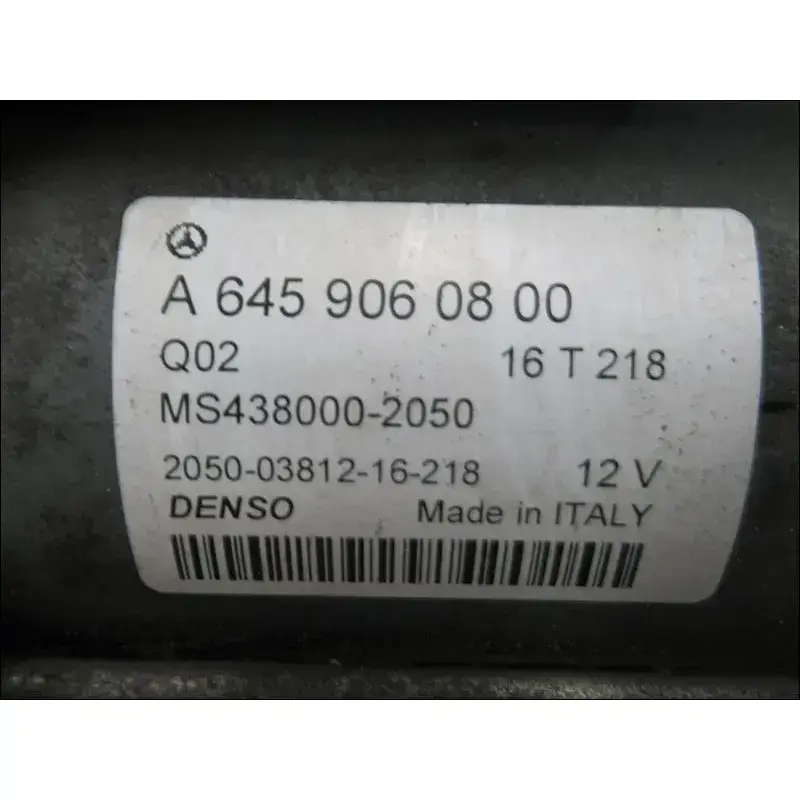 A 645 906 08 00
Q02 16 T 218
MS438000-2050
2050-03812-16-218 12 V
DENSO Made in ITALY